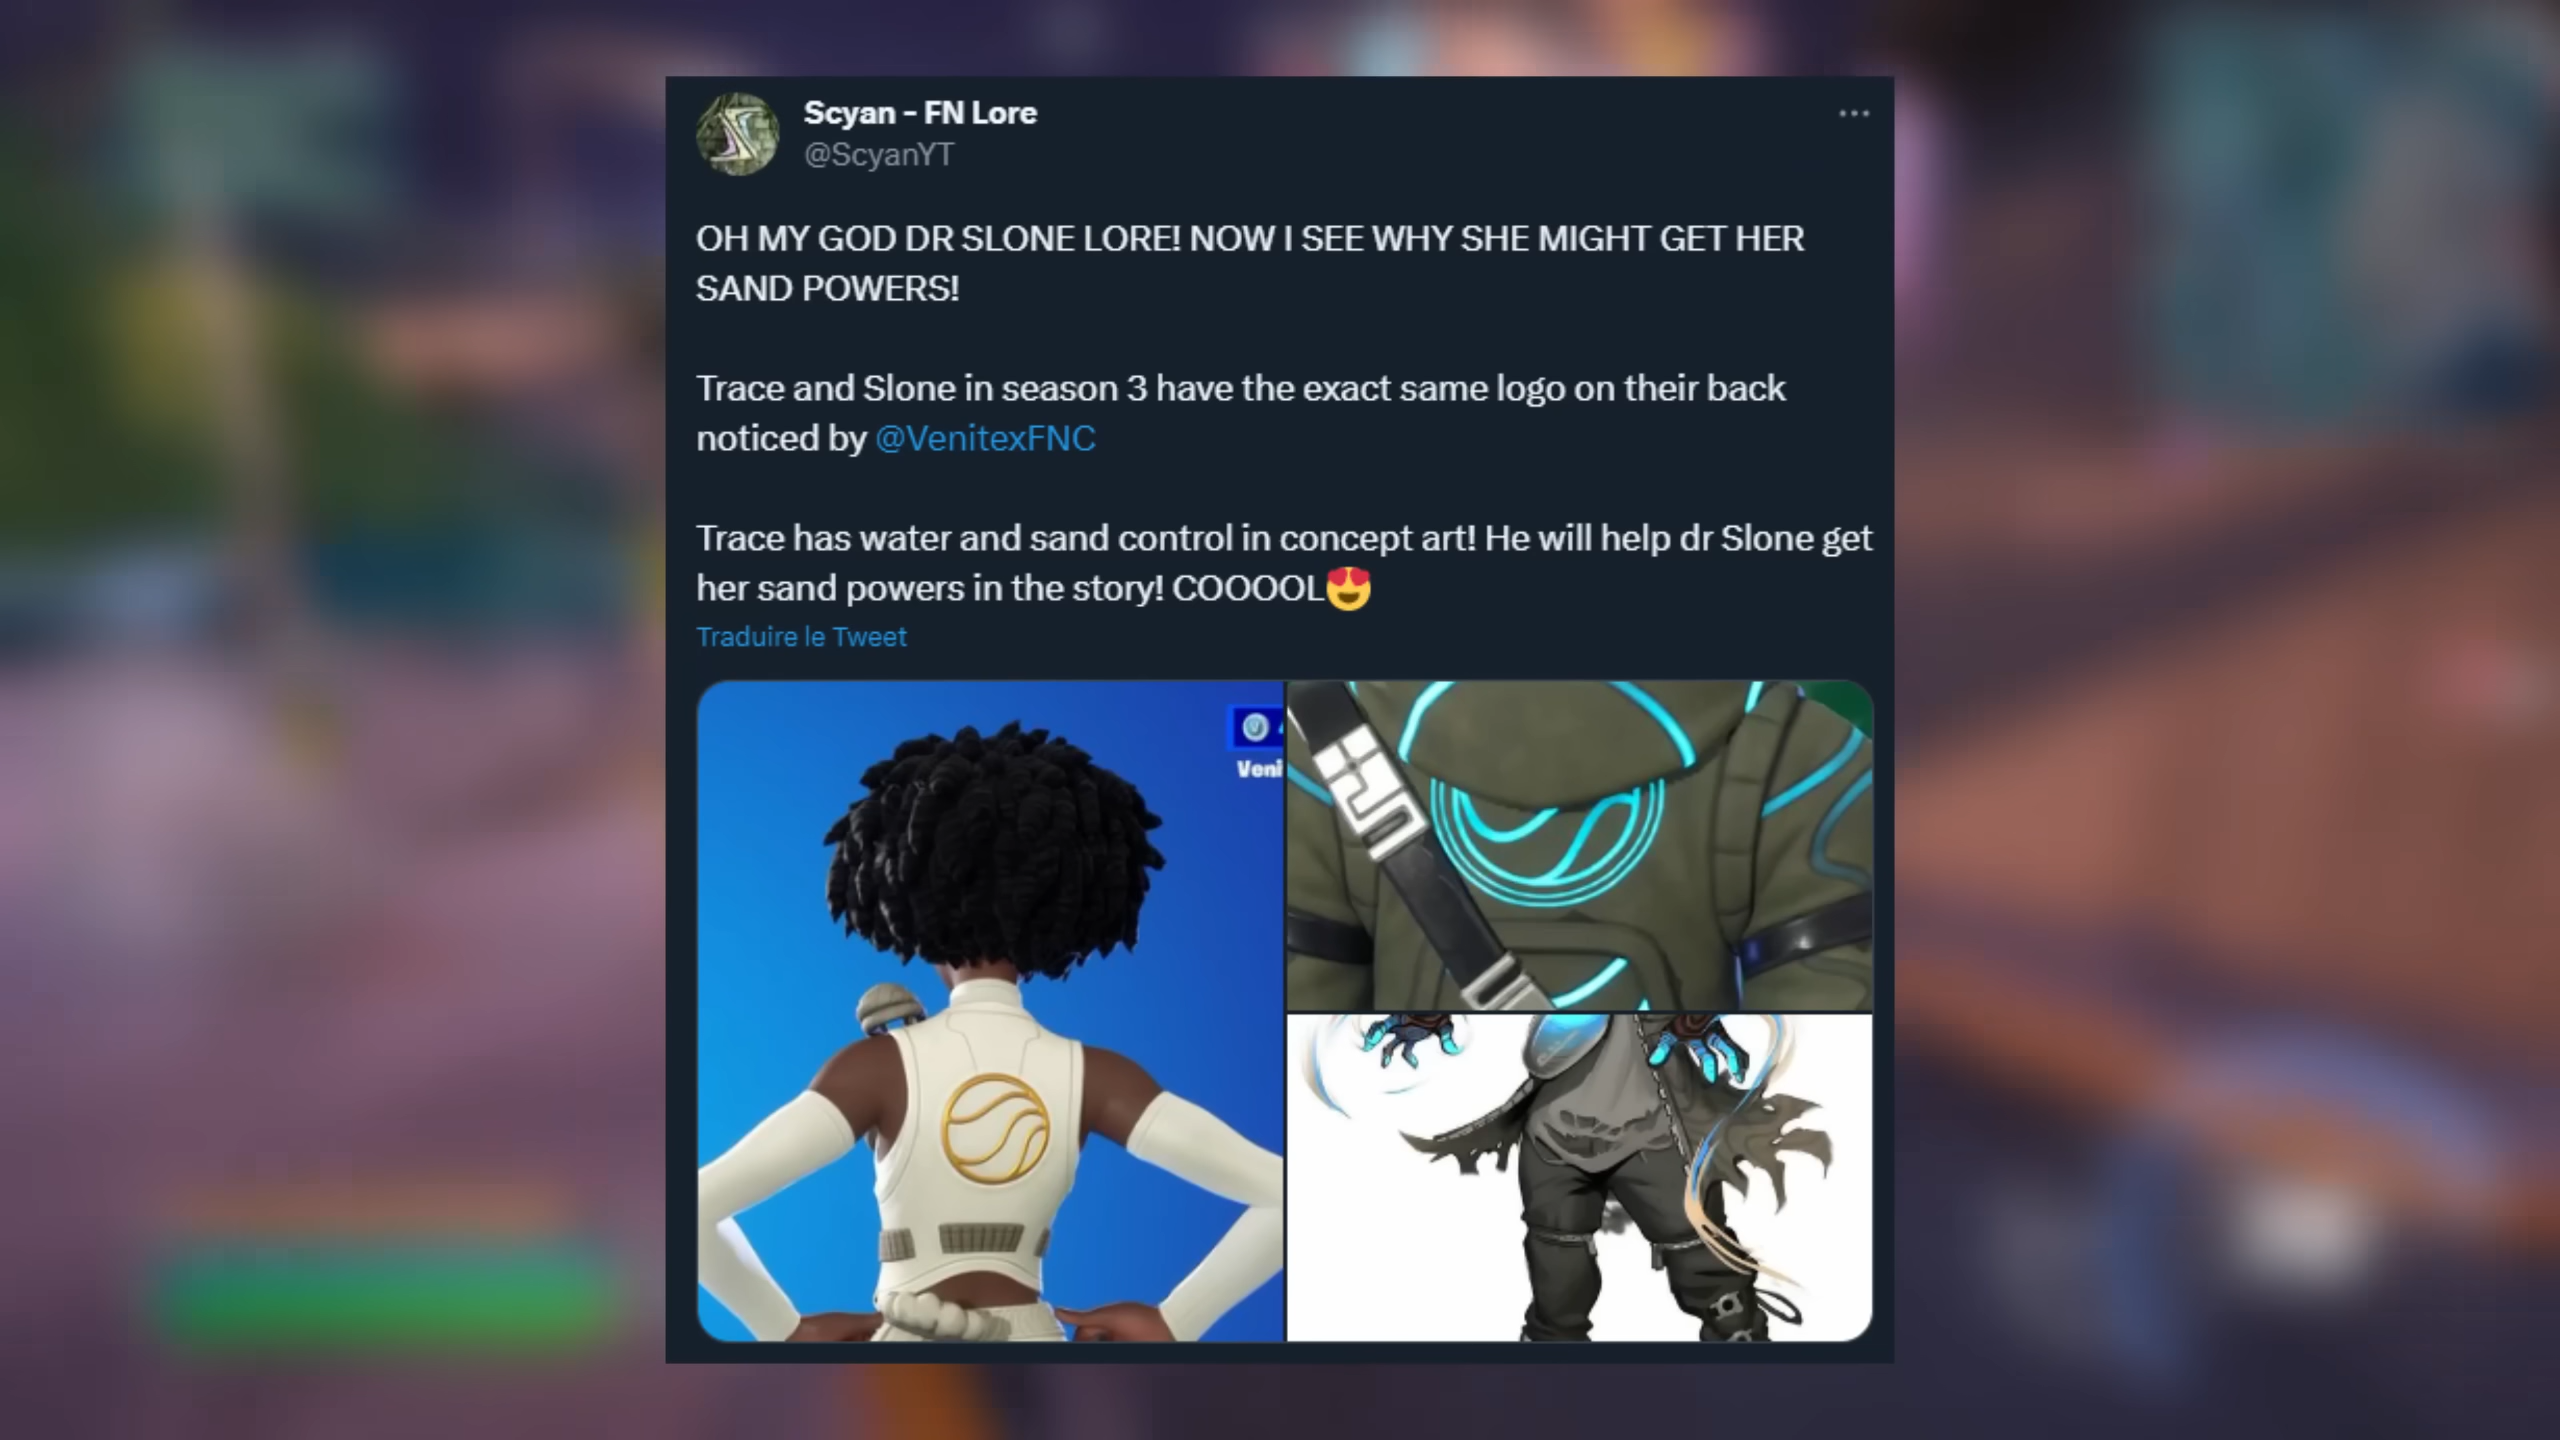 Scyan - FN Lore
@ScyanYT
OH MY GOD DR SLONE LORE! NOW I SEE WHY SHE MIGHT GET HER
SAND POWERS!
Trace and Slone in season 3 have the exact same logo on their back
noticed by @VenitexFNC
Trace has water and sand control in concept art! He will help dr Slone get
her sand powers in the story! COOOOL😍
Traduire le Tweet
Veni